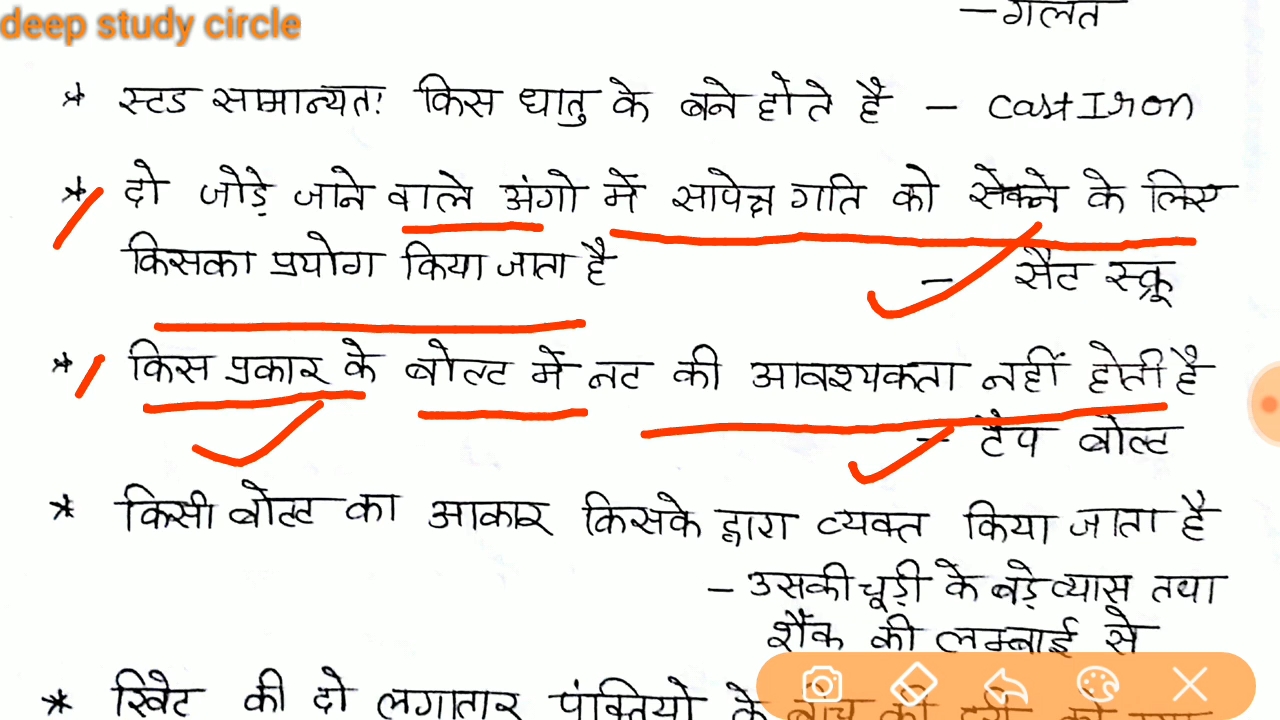 deep study circle
- गलत
* स्टड सामान्यतः किस धातु के बने होते है - Cast Iron
* दो जोड़े जाने वाले अंगो में सापेक्ष गति को रोकने के लिए
किसका प्रयोग किया जाता है - सैट स्क्रू
* किस प्रकार के बोल्ट में नट की आवश्यकता नहीं होती है
- टैप बोल्ट
* किसी बोल्ट का आकार किसके द्वारा व्यक्त किया जाता है
- उसकी चूड़ी के बड़े व्यास तथा
शैंक की लम्बाई से
* रिवेट की दो लगातार पंक्तियो के